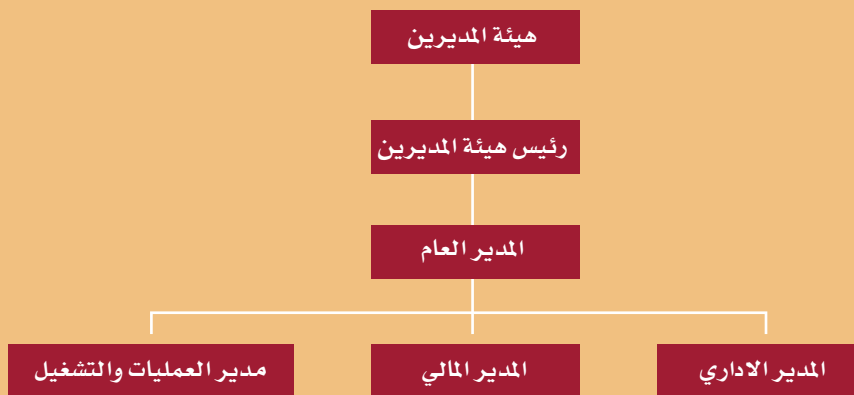 هيئة المديرين
رئيس هيئة المديرين
المدير العام
المدير الاداري
المدير المالي
مدير العمليات والتشغيل